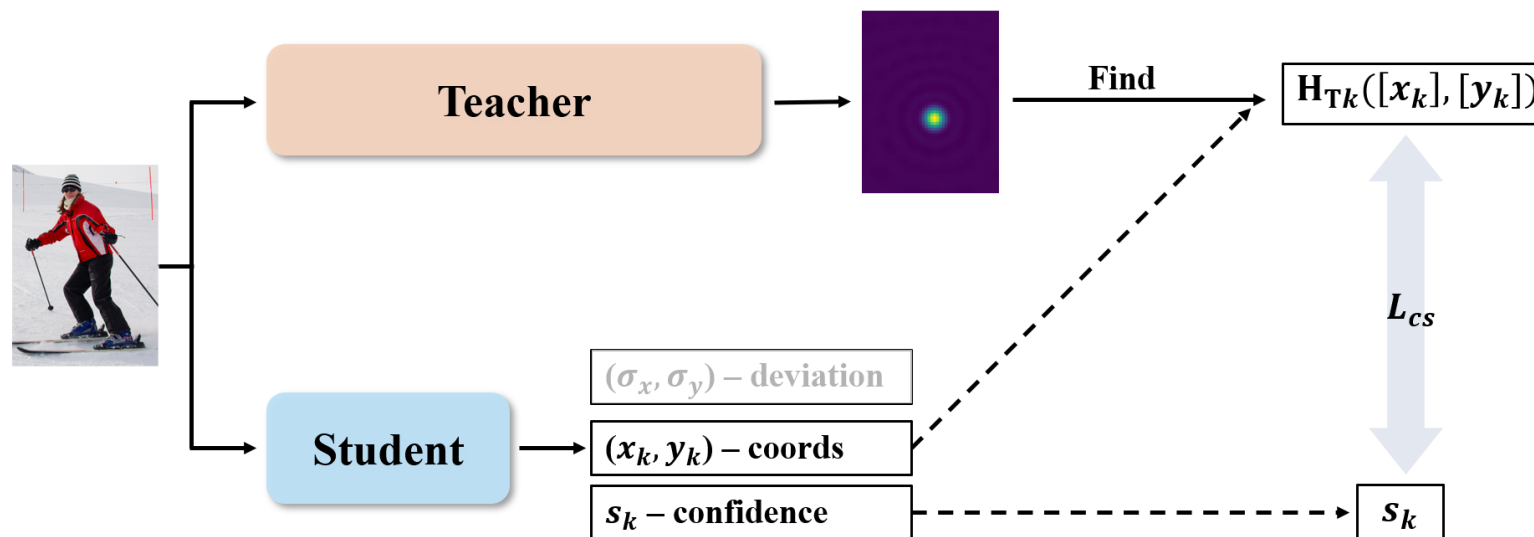 Teacher
Find
H_Tk([x_k], [y_k])
L_cs
(σ_x, σ_y) – deviation
Student
(x_k, y_k) – coords
s_k – confidence
s_k